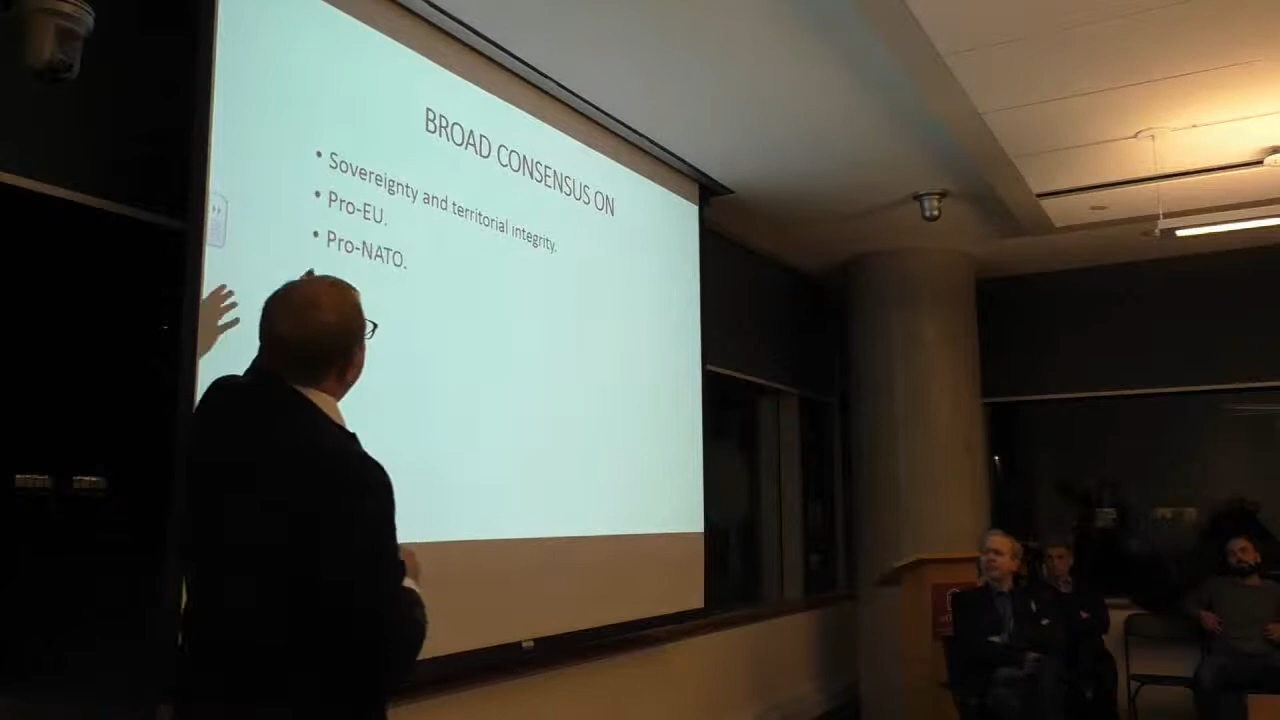 BROAD CONSENSUS ON
• Sovereignty and territorial integrity.
• Pro-EU.
• Pro-NATO.